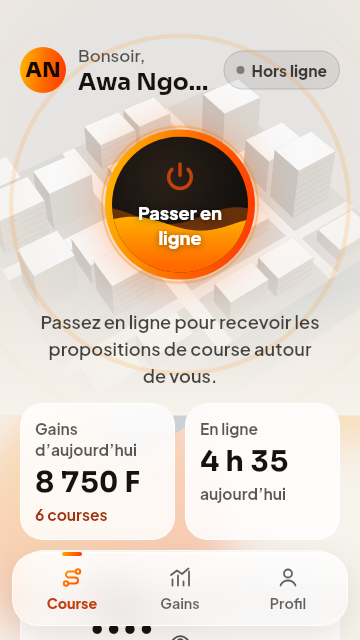 AN
Bonsoir,
Awa Ngo...
Hors ligne
Passer en
ligne
Passez en ligne pour recevoir les
propositions de course autour
de vous.
Gains
d’aujourd’hui
8 750 F
6 courses
En ligne
4 h 35
aujourd’hui
Course
Gains
Profil